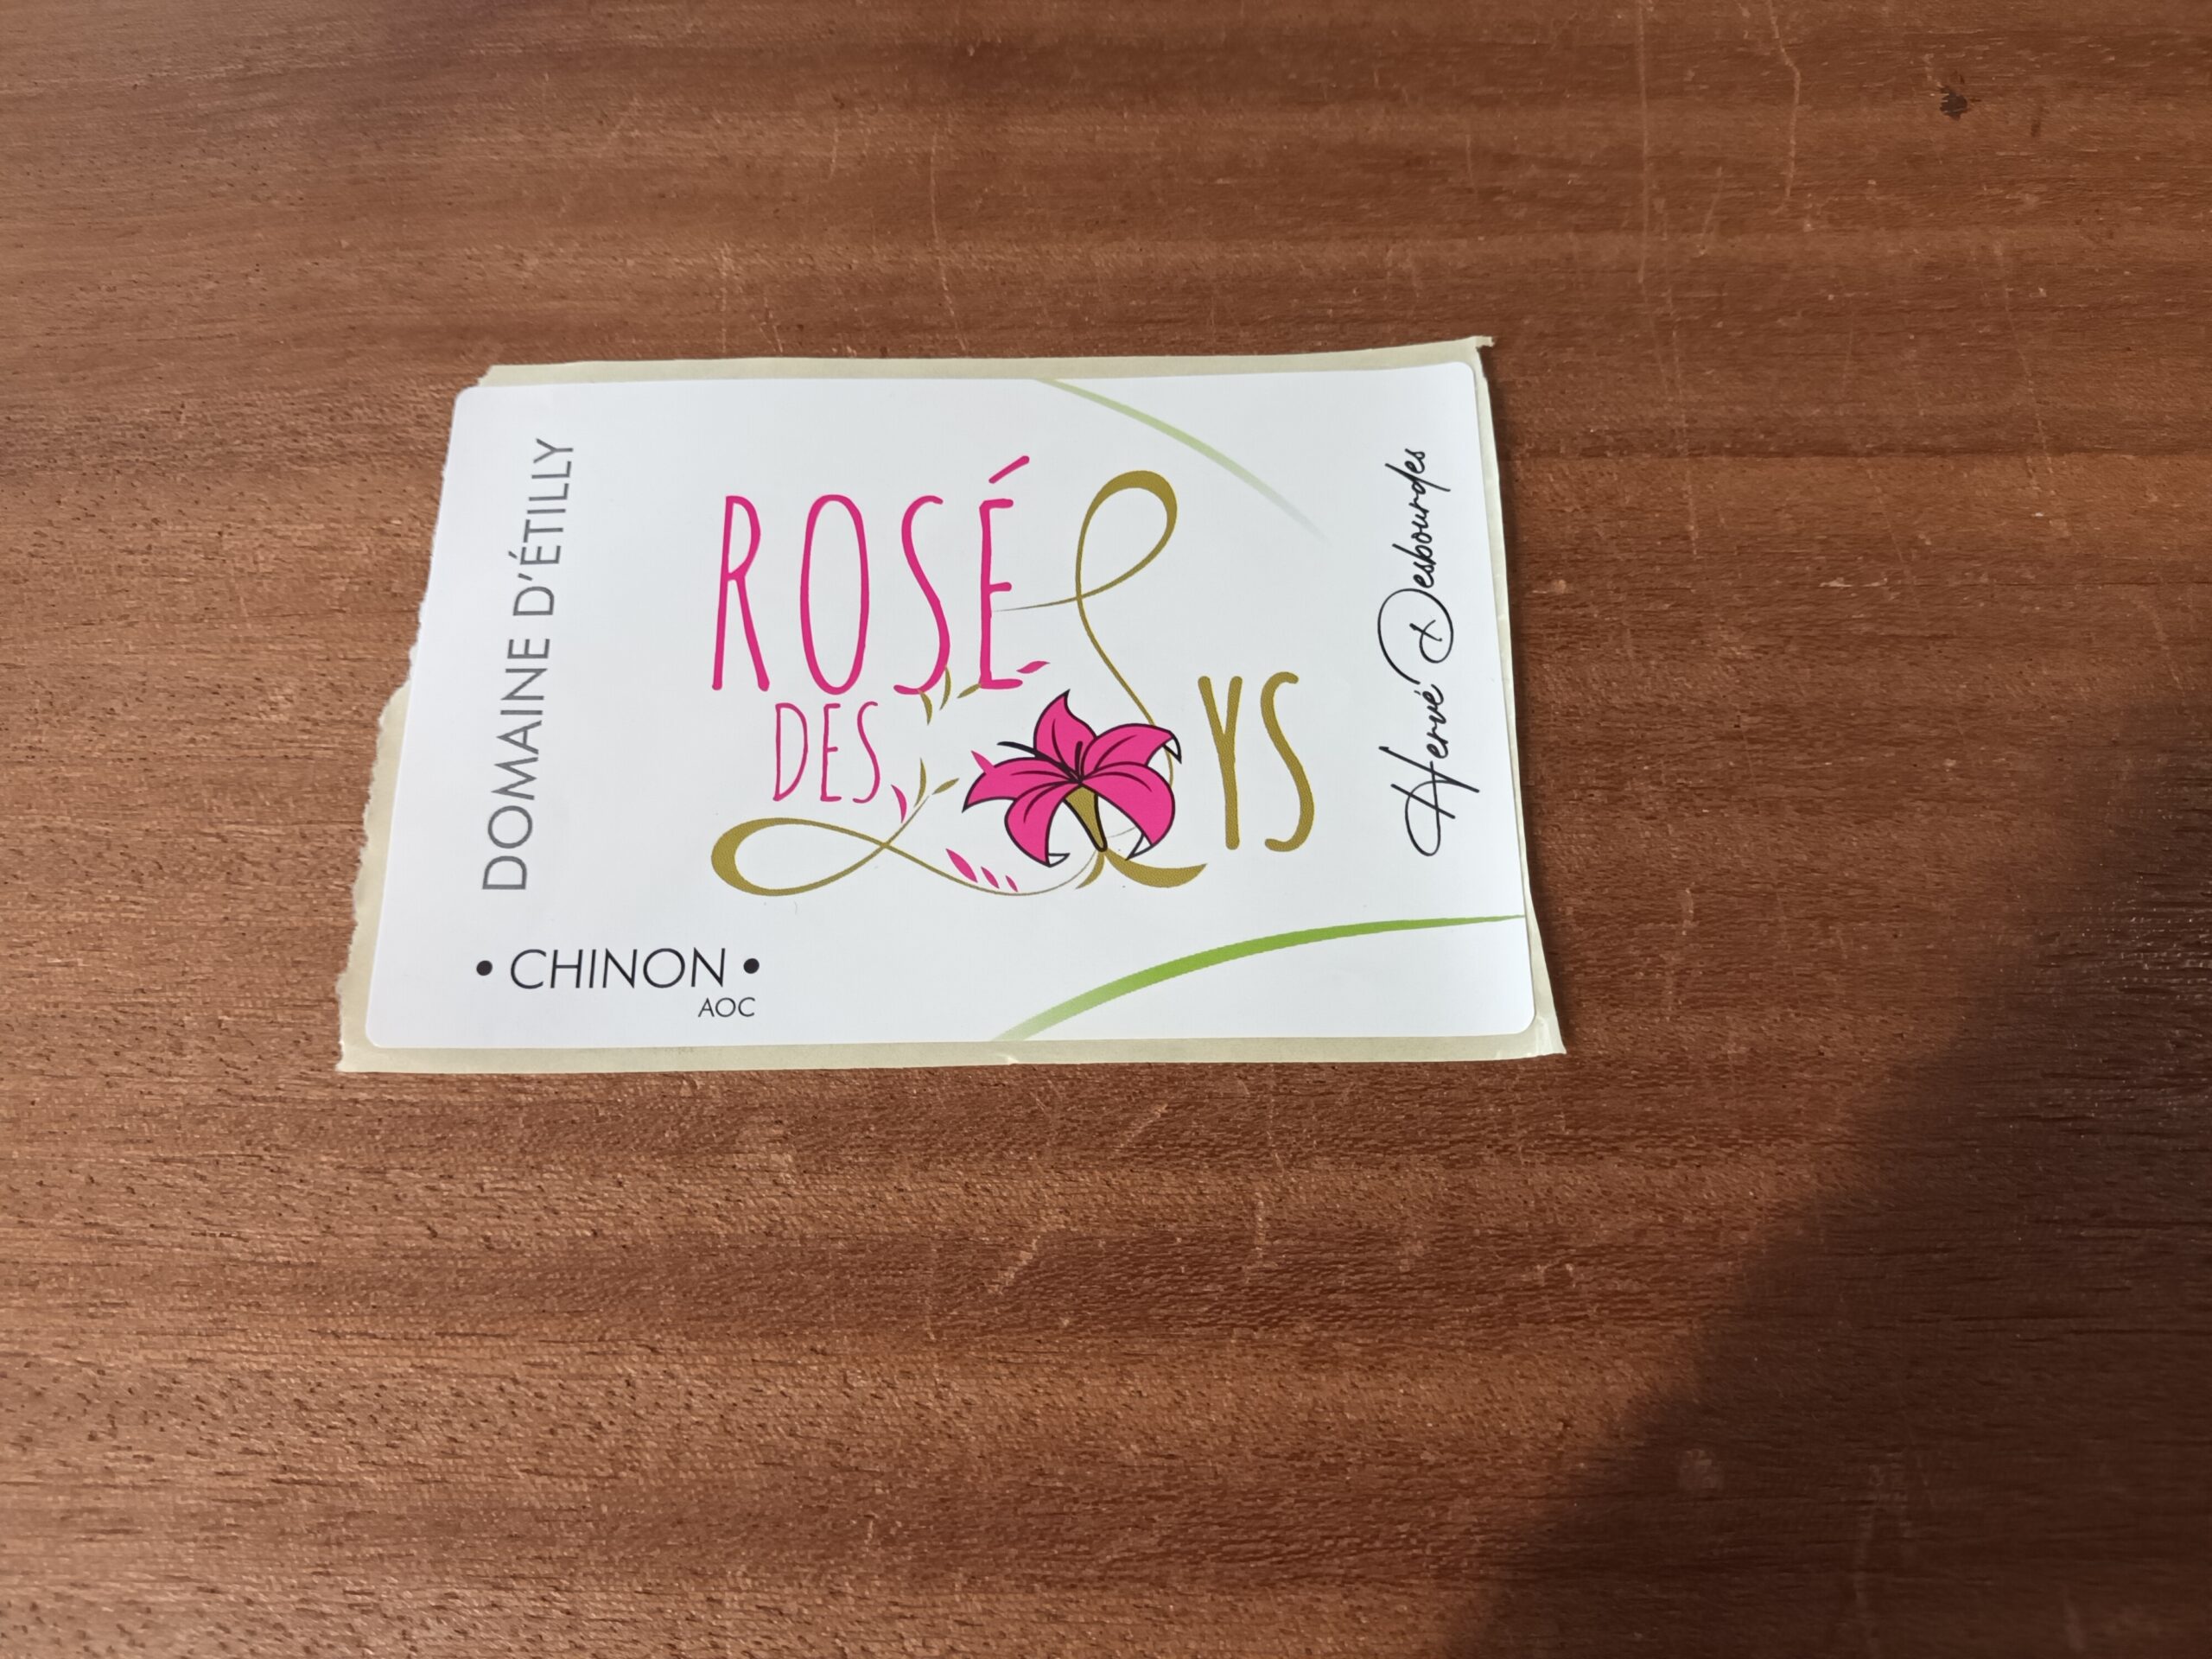 DOMAINE D'ÉTILLY
ROSÉ
DES
LYS
Hervé Desbourdes
• CHINON •
AOC